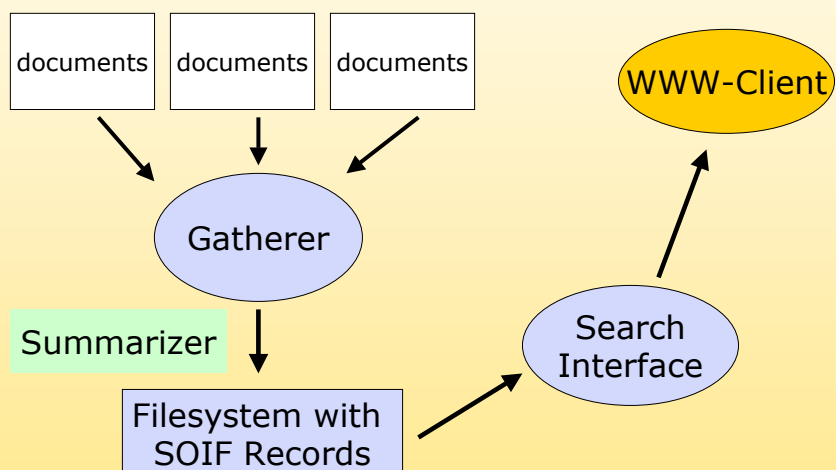 documents
documents
documents
WWW-Client
Gatherer
Summarizer
Search
Interface
Filesystem with
SOIF Records